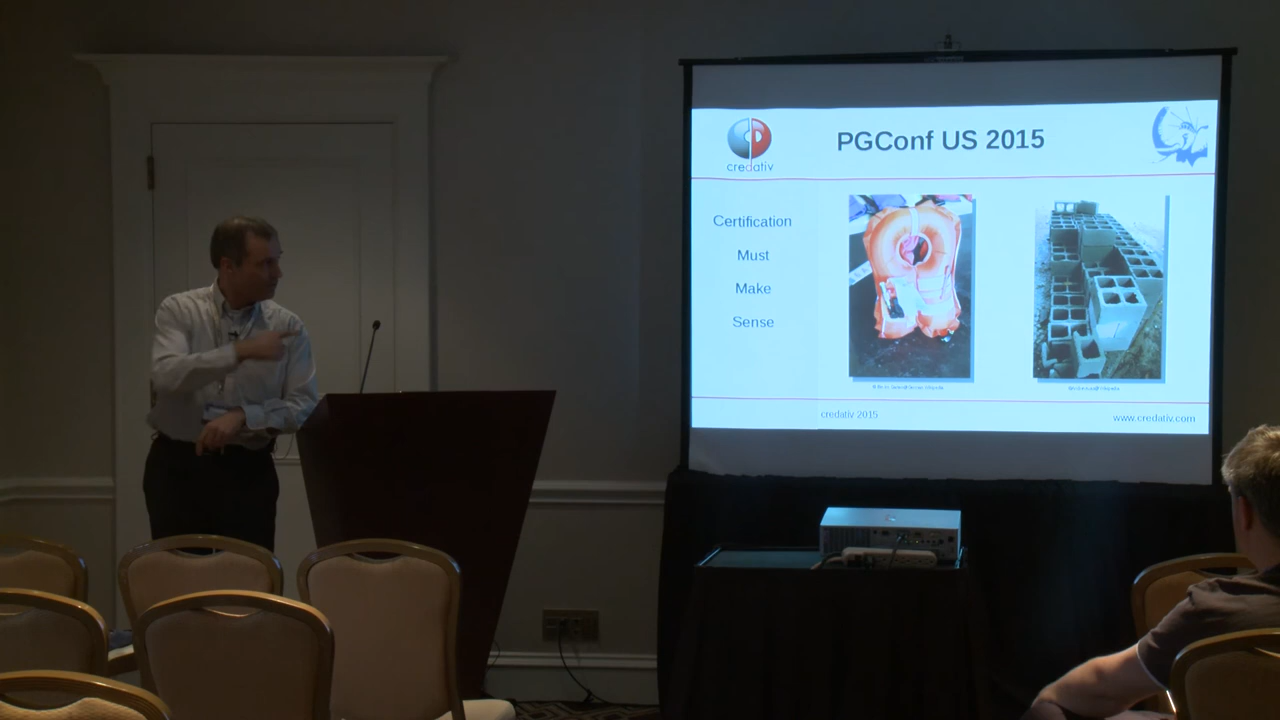 PGConf US 2015
credativ
Certification
Must
Make
Sense
credativ 2015
www.credativ.com